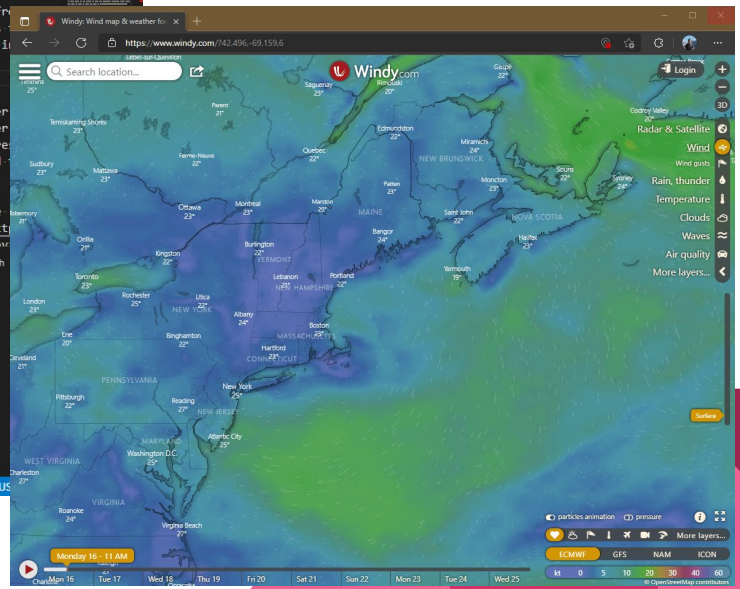 Windy: Wind map & weather for
https://www.windy.com/?42.496,-69.159,6
Search location...
Windy.com
Login
3D
Radar & Satellite
Wind
Wind gusts
Rain, thunder
Temperature
Clouds
Waves
Air quality
More layers...
Lebel-sur-Quévillon
Timmins
25°
Saguenay
23°
Rimouski
20°
Gaspé
22°
Codroy Valley
20°
Parent
21°
Temiskaming Shores
23°
Edmundston
22°
Miramichi
24°
Quebec
22°
NEW BRUNSWICK
Ferme-Neuve
22°
Sudbury
23°
Mattawa
23°
Patten
23°
Moncton
23°
Souris
22°
Sydney
24°
Ottawa
23°
Montreal
23°
Marston
20°
MAINE
Saint John
22°
NOVA SCOTIA
Tobermory
21°
Orillia
21°
Kingston
22°
Burlington
22°
VERMONT
Bangor
24°
Halifax
23°
Toronto
23°
Lebanon
21°
NEW HAMPSHIRE
Portland
22°
Yarmouth
19°
London
23°
Rochester
25°
Utica
22°
NEW YORK
Albany
24°
Boston
23°
MASSACHUSETTS
Erie
20°
Binghamton
22°
Hartford
23°
CONNECTICUT
Cleveland
21°
PENNSYLVANIA
New York
25°
Pittsburgh
22°
Reading
27°
NEW JERSEY
Surface
Atlantic City
25°
MARYLAND
Washington D.C.
25°
WEST VIRGINIA
Charleston
27°
VIRGINIA
Roanoke
24°
Virginia Beach
27°
particles animation
pressure
More layers...
Monday 16 - 11 AM
ECMWF GFS NAM ICON
Mon 16 Tue 17 Wed 18 Thu 19 Fri 20 Sat 21 Sun 22 Mon 23 Tue 24 Wed 25
kt 0 5 10 20 30 40 60
© OpenStreetMap contributors